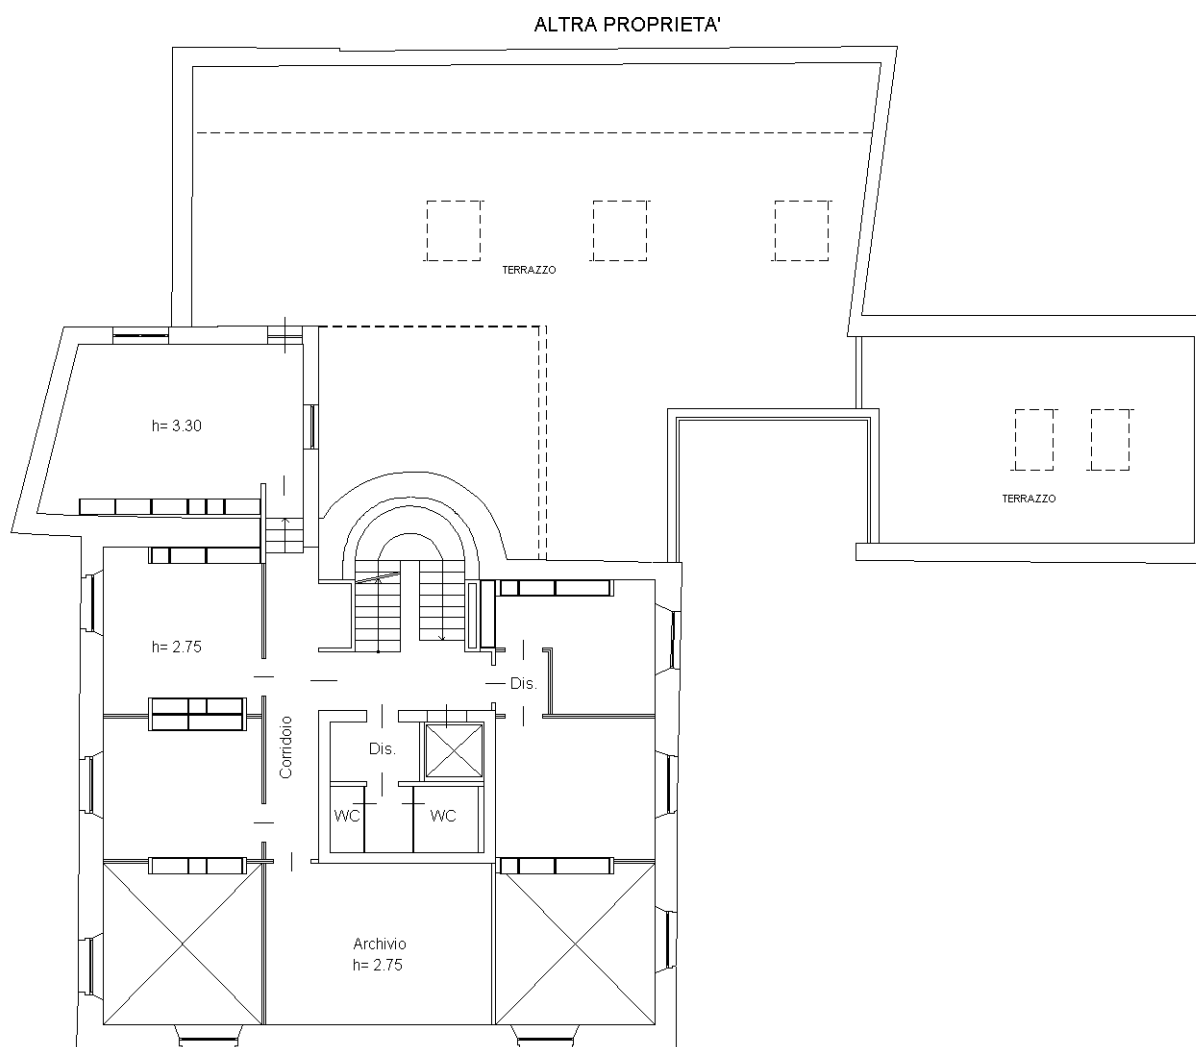 ALTRA PROPRIETA'
TERRAZZO
h= 3.30
TERRAZZO
h= 2.75
Dis.
Corridoio
Dis.
WC
WC
Archivio
h= 2.75